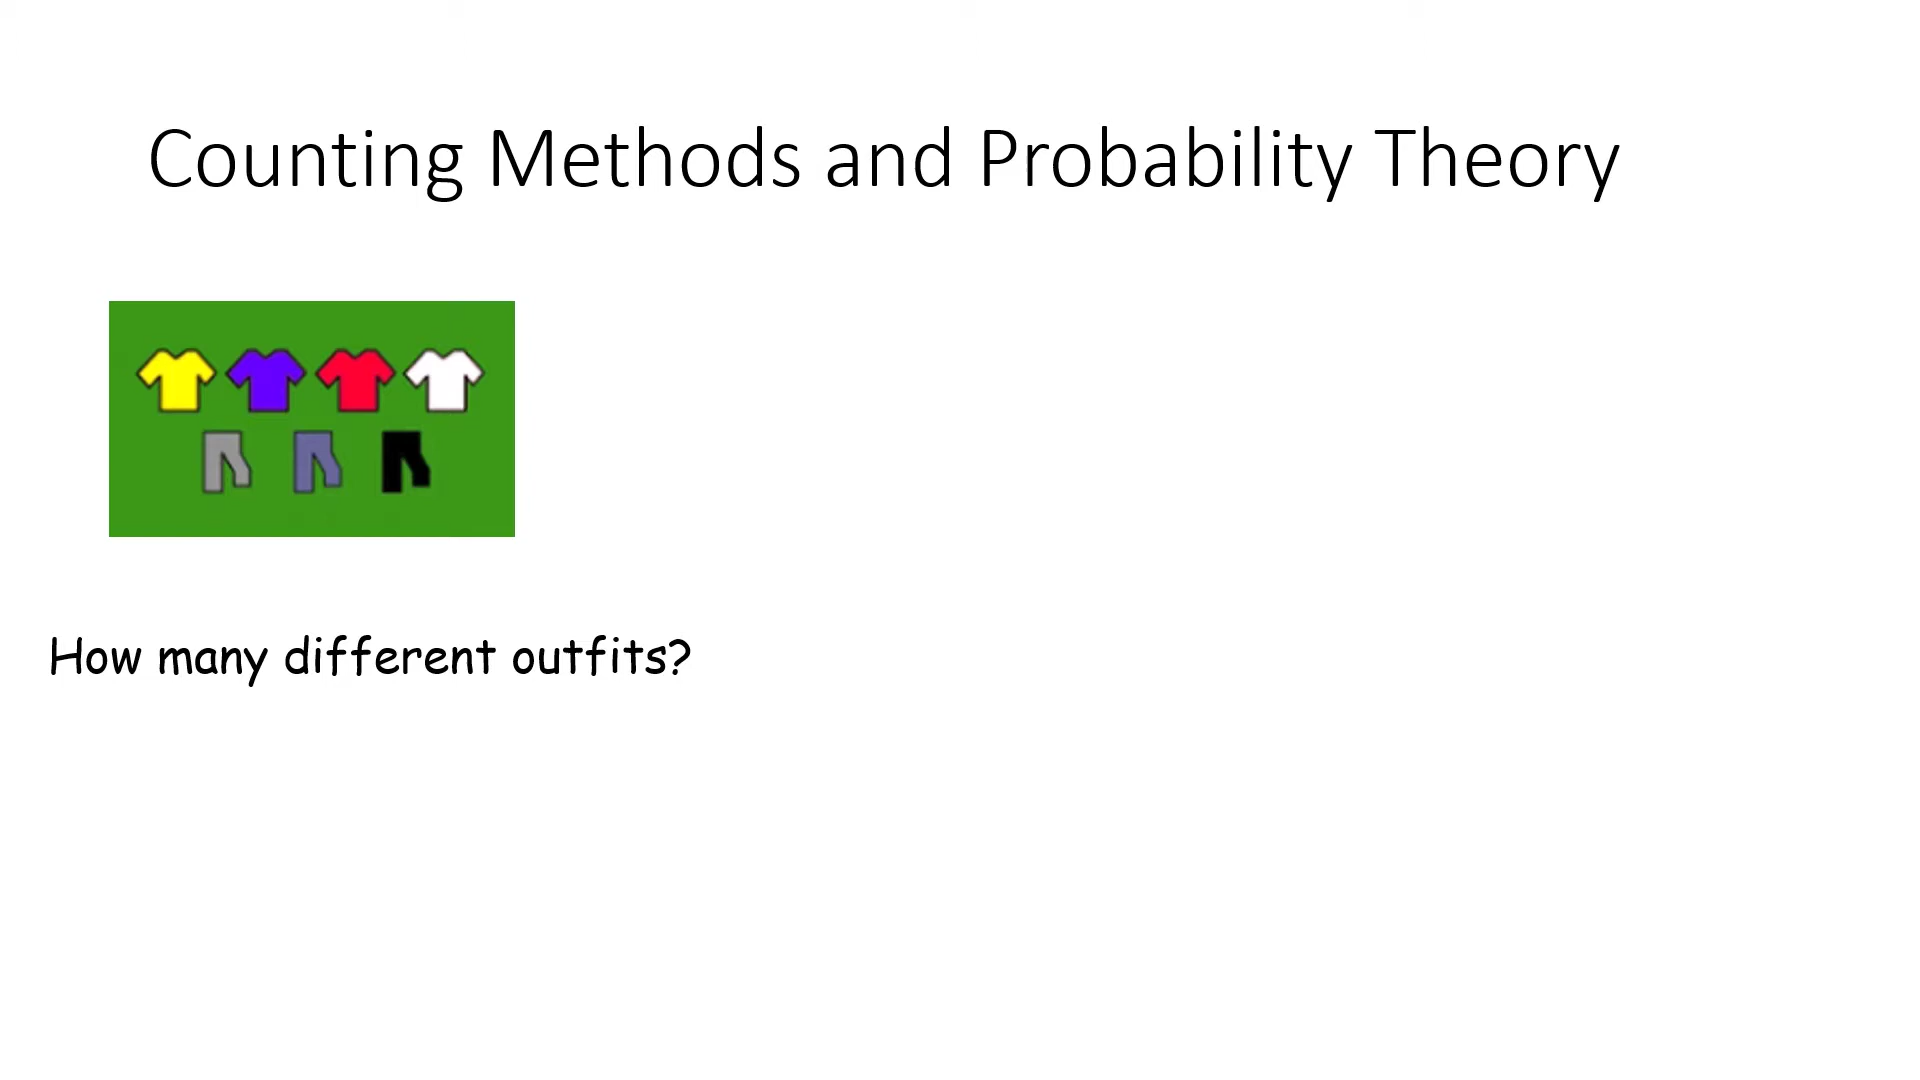 Counting Methods and Probability Theory
How many different outfits?